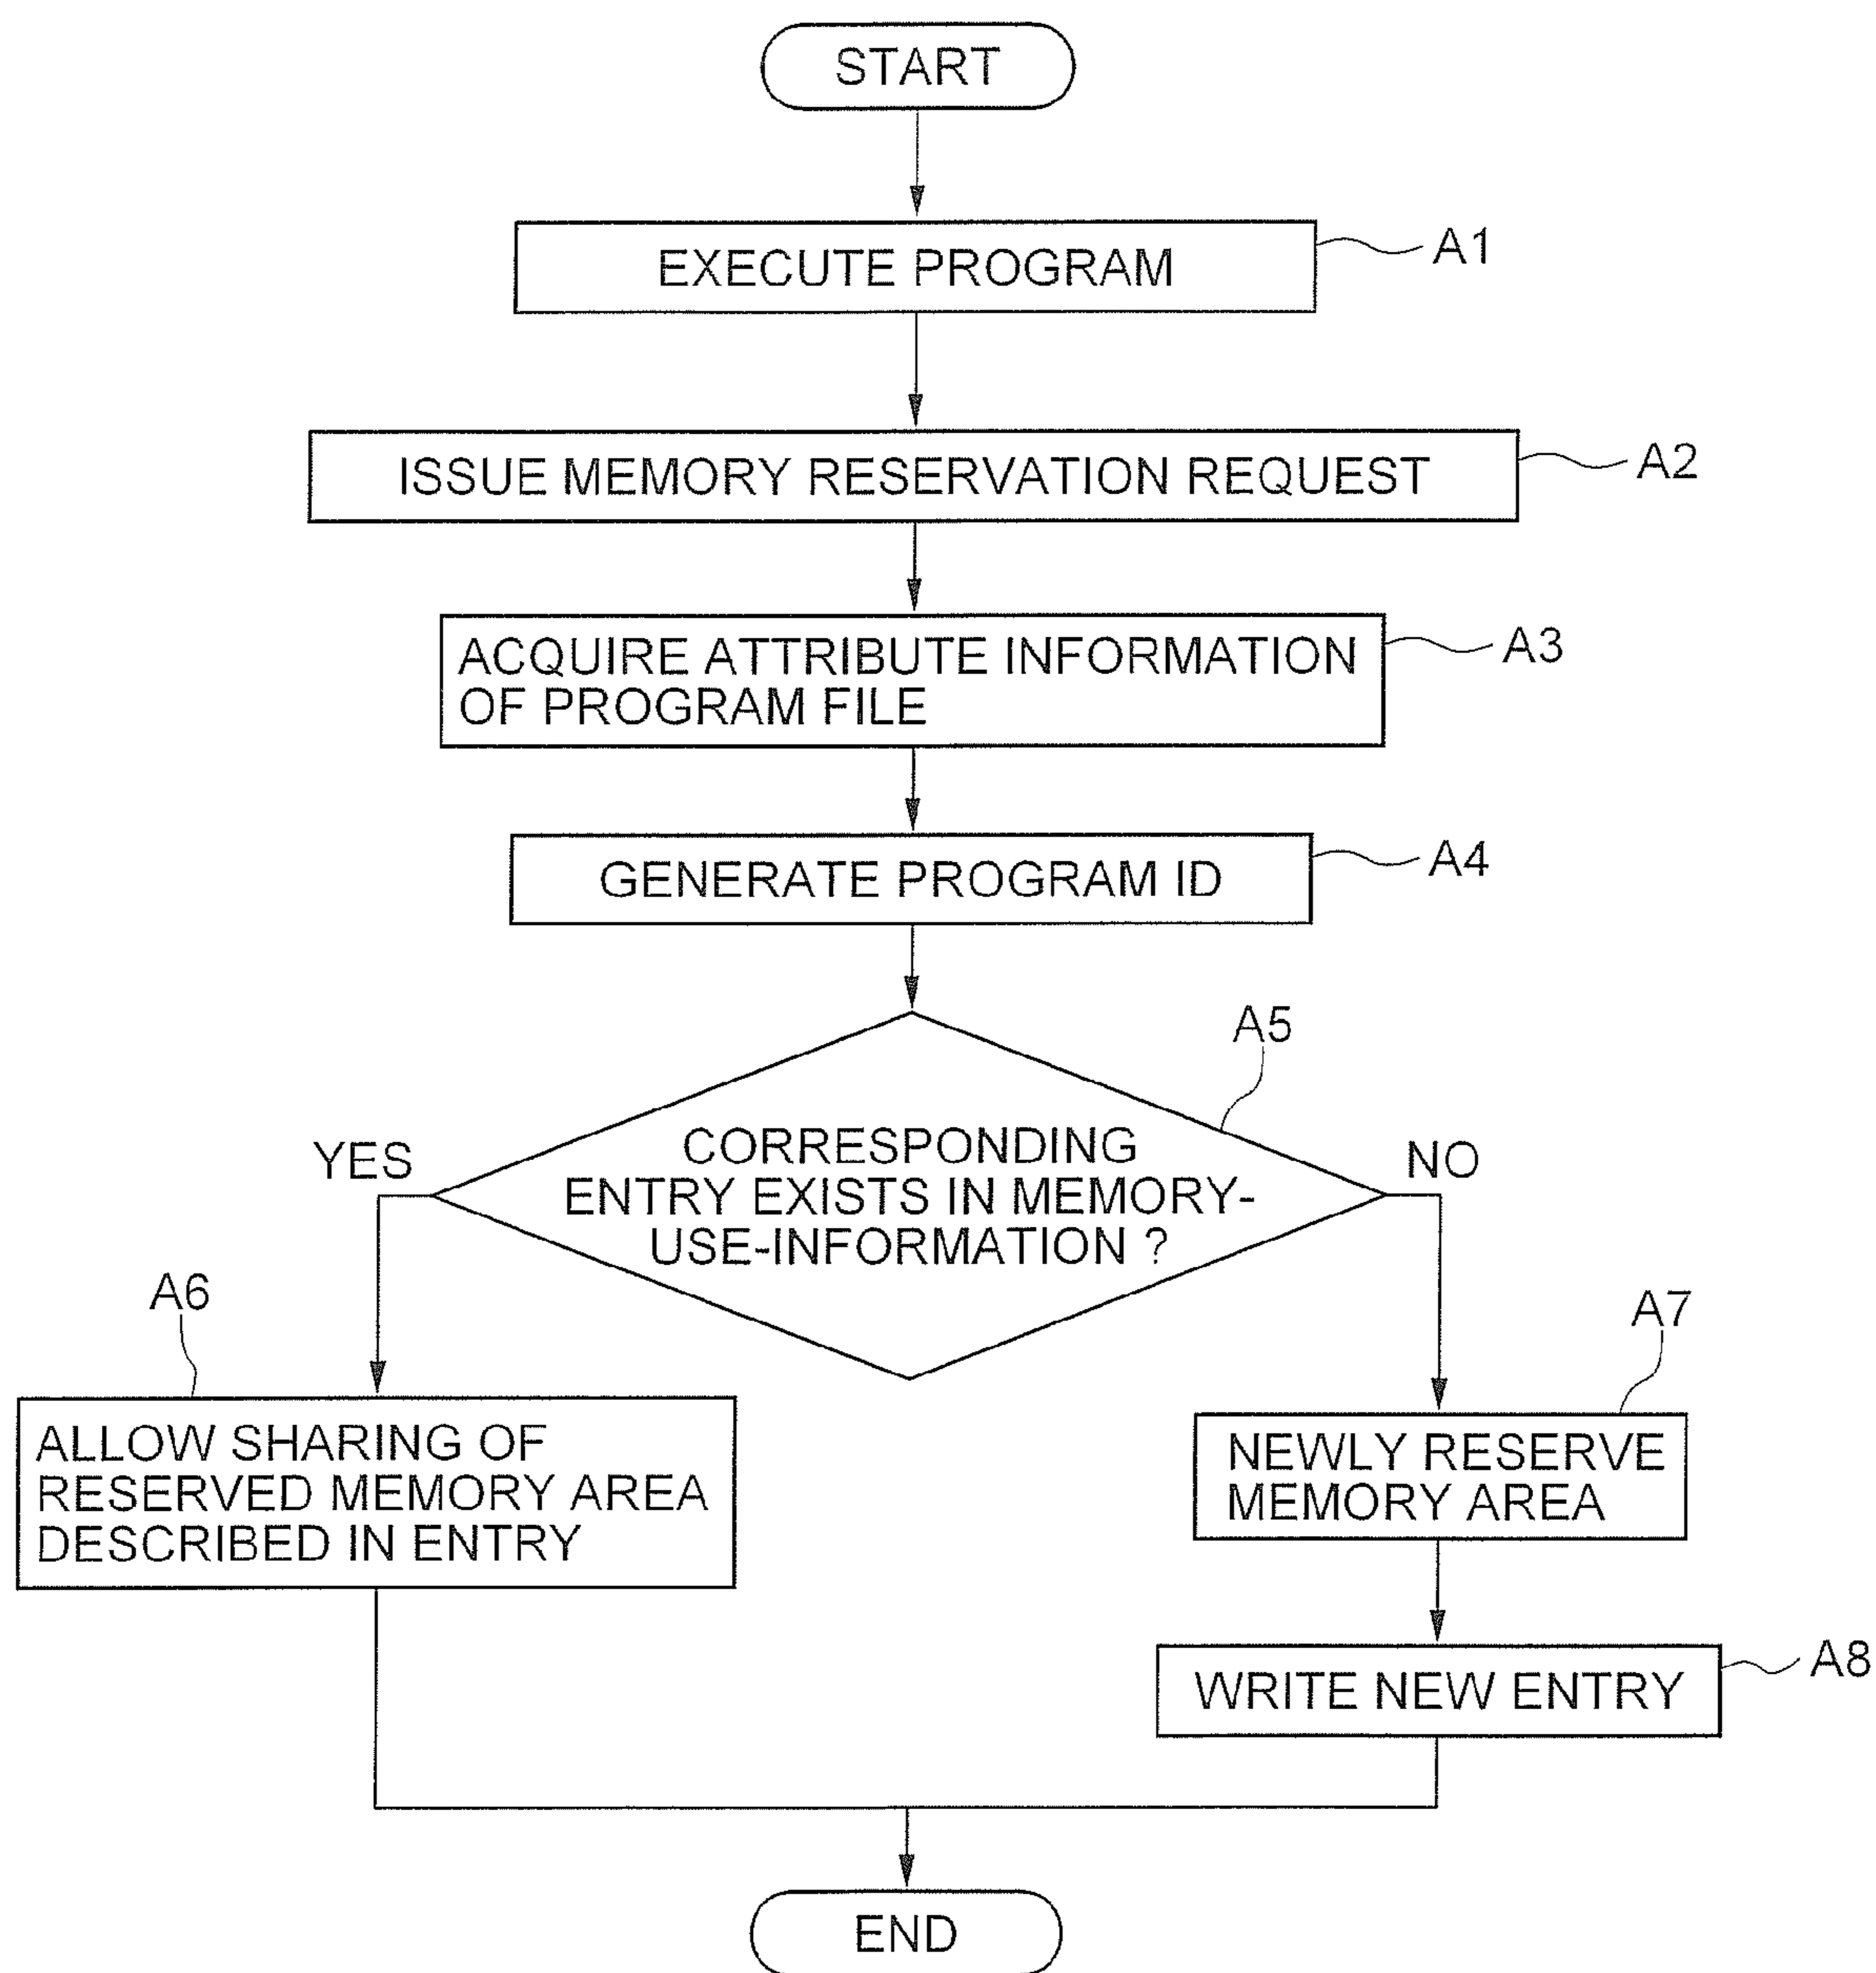 START
EXECUTE PROGRAM
A1
ISSUE MEMORY RESERVATION REQUEST
A2
ACQUIRE ATTRIBUTE INFORMATION
OF PROGRAM FILE
A3
GENERATE PROGRAM ID
A4
A5
CORRESPONDING
ENTRY EXISTS IN MEMORY-
USE-INFORMATION ?
YES
NO
A6
ALLOW SHARING OF
RESERVED MEMORY AREA
DESCRIBED IN ENTRY
A7
NEWLY RESERVE
MEMORY AREA
WRITE NEW ENTRY
A8
END